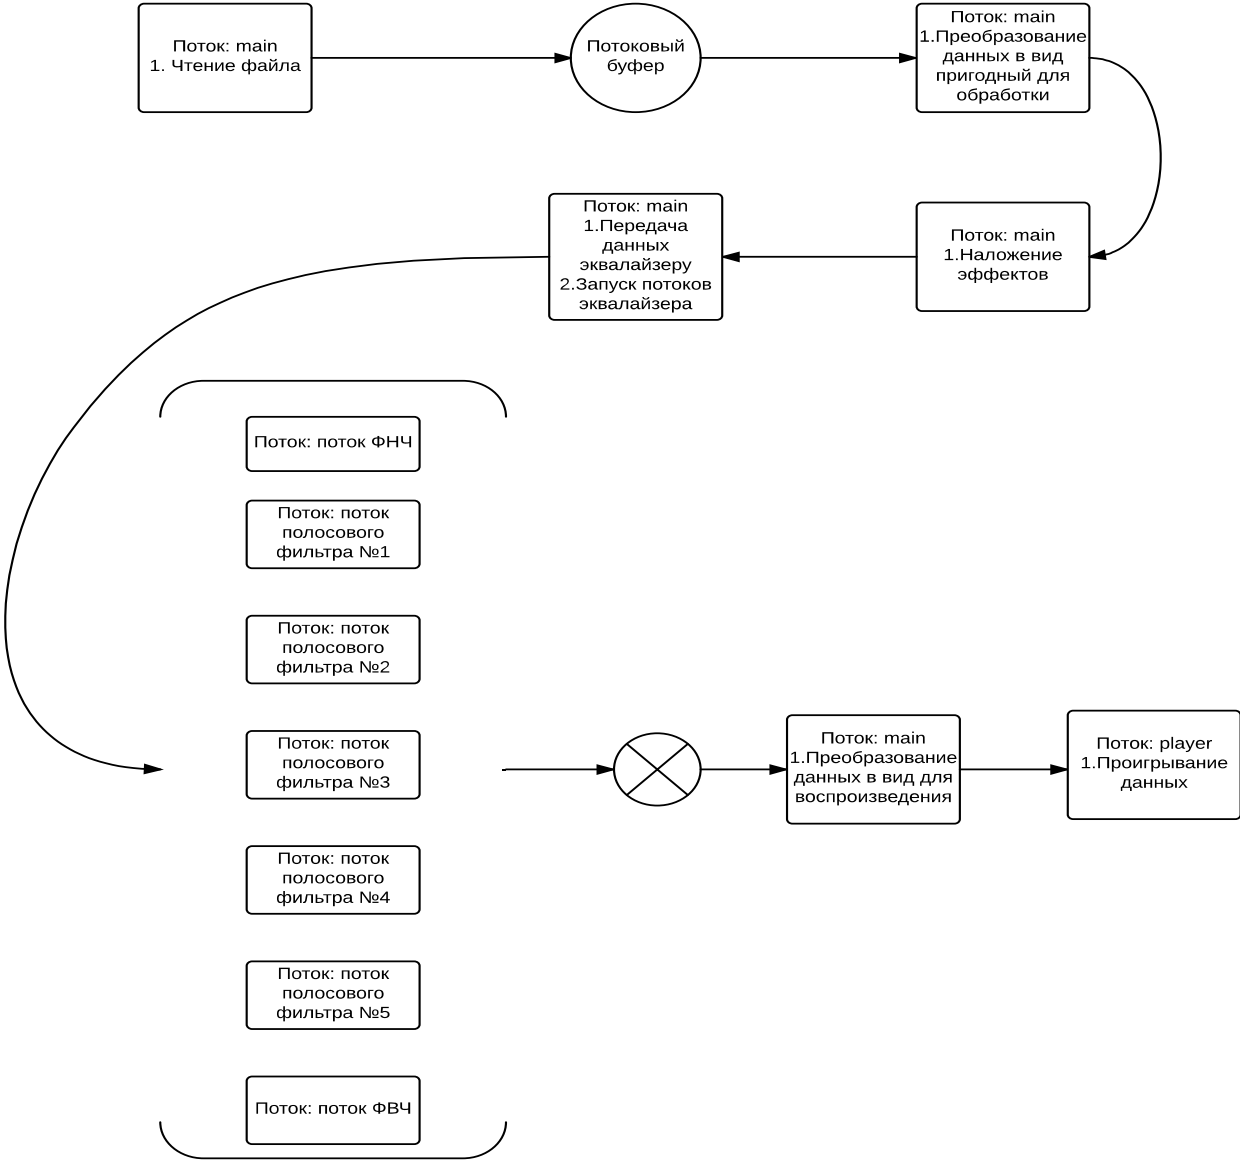 Поток: main
1. Чтение файла
Потоковый
буфер
Поток: main
1.Преобразование
данных в вид
пригодный для
обработки
Поток: main
1.Передача
данных
эквалайзеру
2.Запуск потоков
эквалайзера
Поток: main
1.Наложение
эффектов
Поток: поток ФНЧ
Поток: поток
полосового
фильтра №1
Поток: поток
полосового
фильтра №2
Поток: поток
полосового
фильтра №3
Поток: main
1.Преобразование
данных в вид для
воспроизведения
Поток: player
1.Проигрывание
данных
Поток: поток
полосового
фильтра №4
Поток: поток
полосового
фильтра №5
Поток: поток ФВЧ